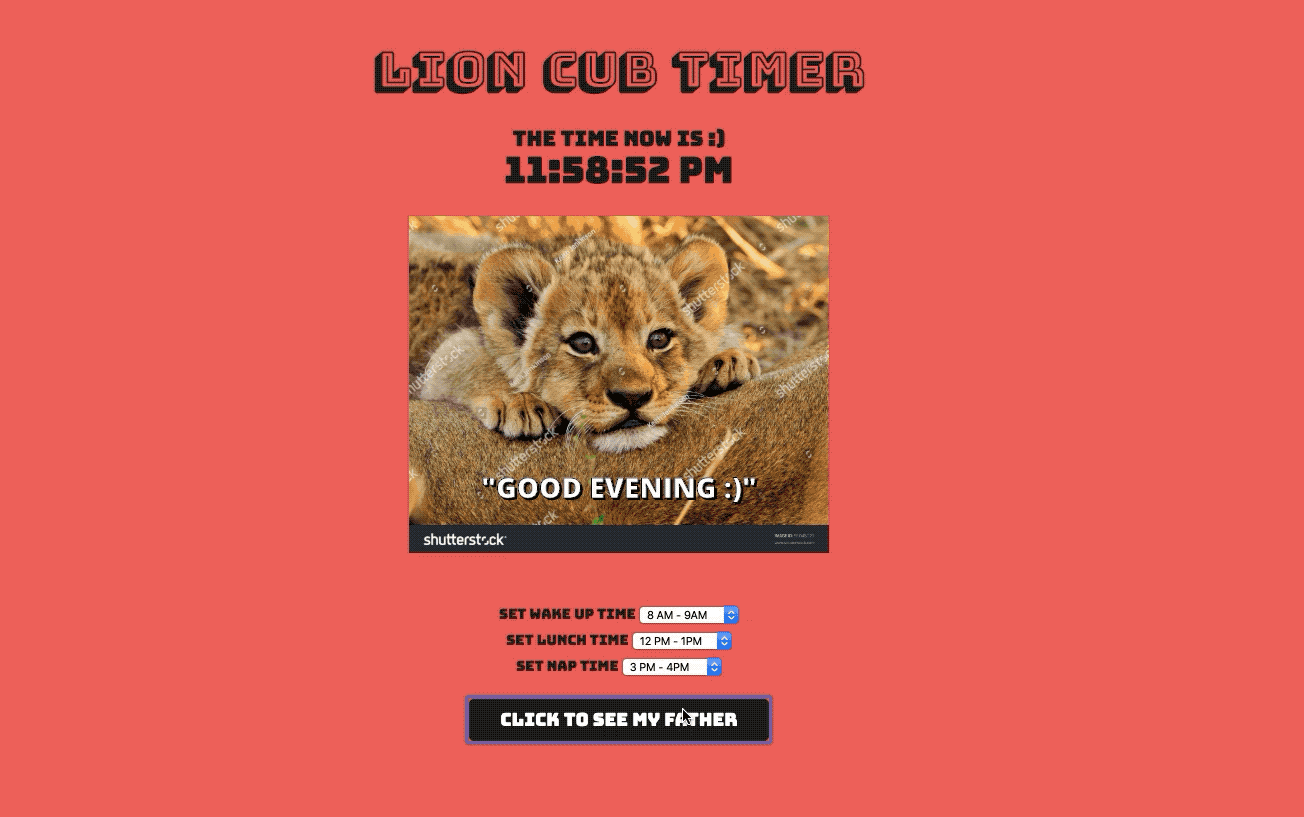 LION CUB TIMER
THE TIME NOW IS :)
11:58:52 PM
"GOOD EVENING :)"
shutterstock
SET WAKE UP TIME 8 AM - 9AM
SET LUNCH TIME 12 PM - 1PM
SET NAP TIME 3 PM - 4PM
CLICK TO SEE MY FATHER